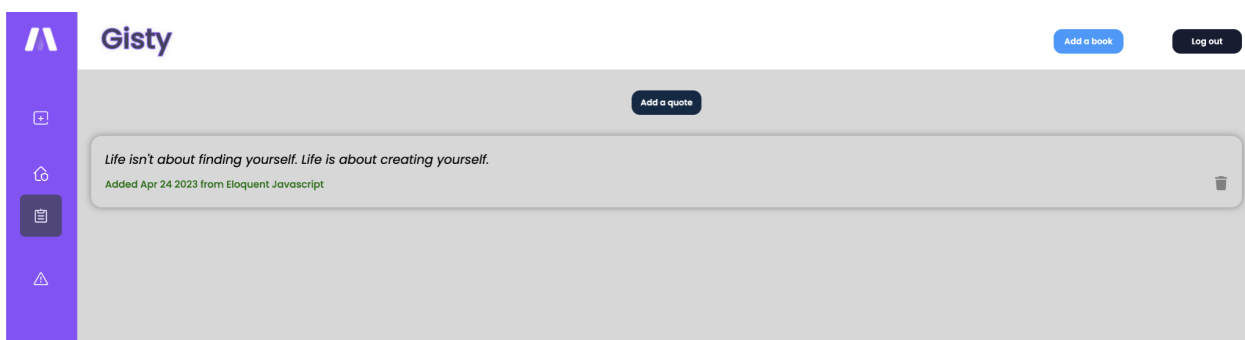 Gisty
Add a book
Log out
Add a quote
Life isn't about finding yourself. Life is about creating yourself.
Added Apr 24 2023 from Eloquent Javascript